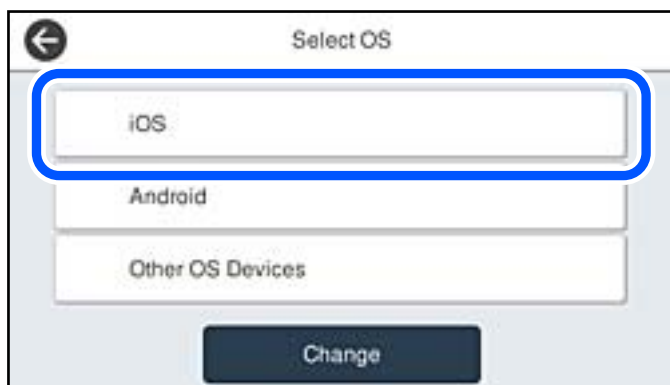 Select OS
iOS
Android
Other OS Devices
Change